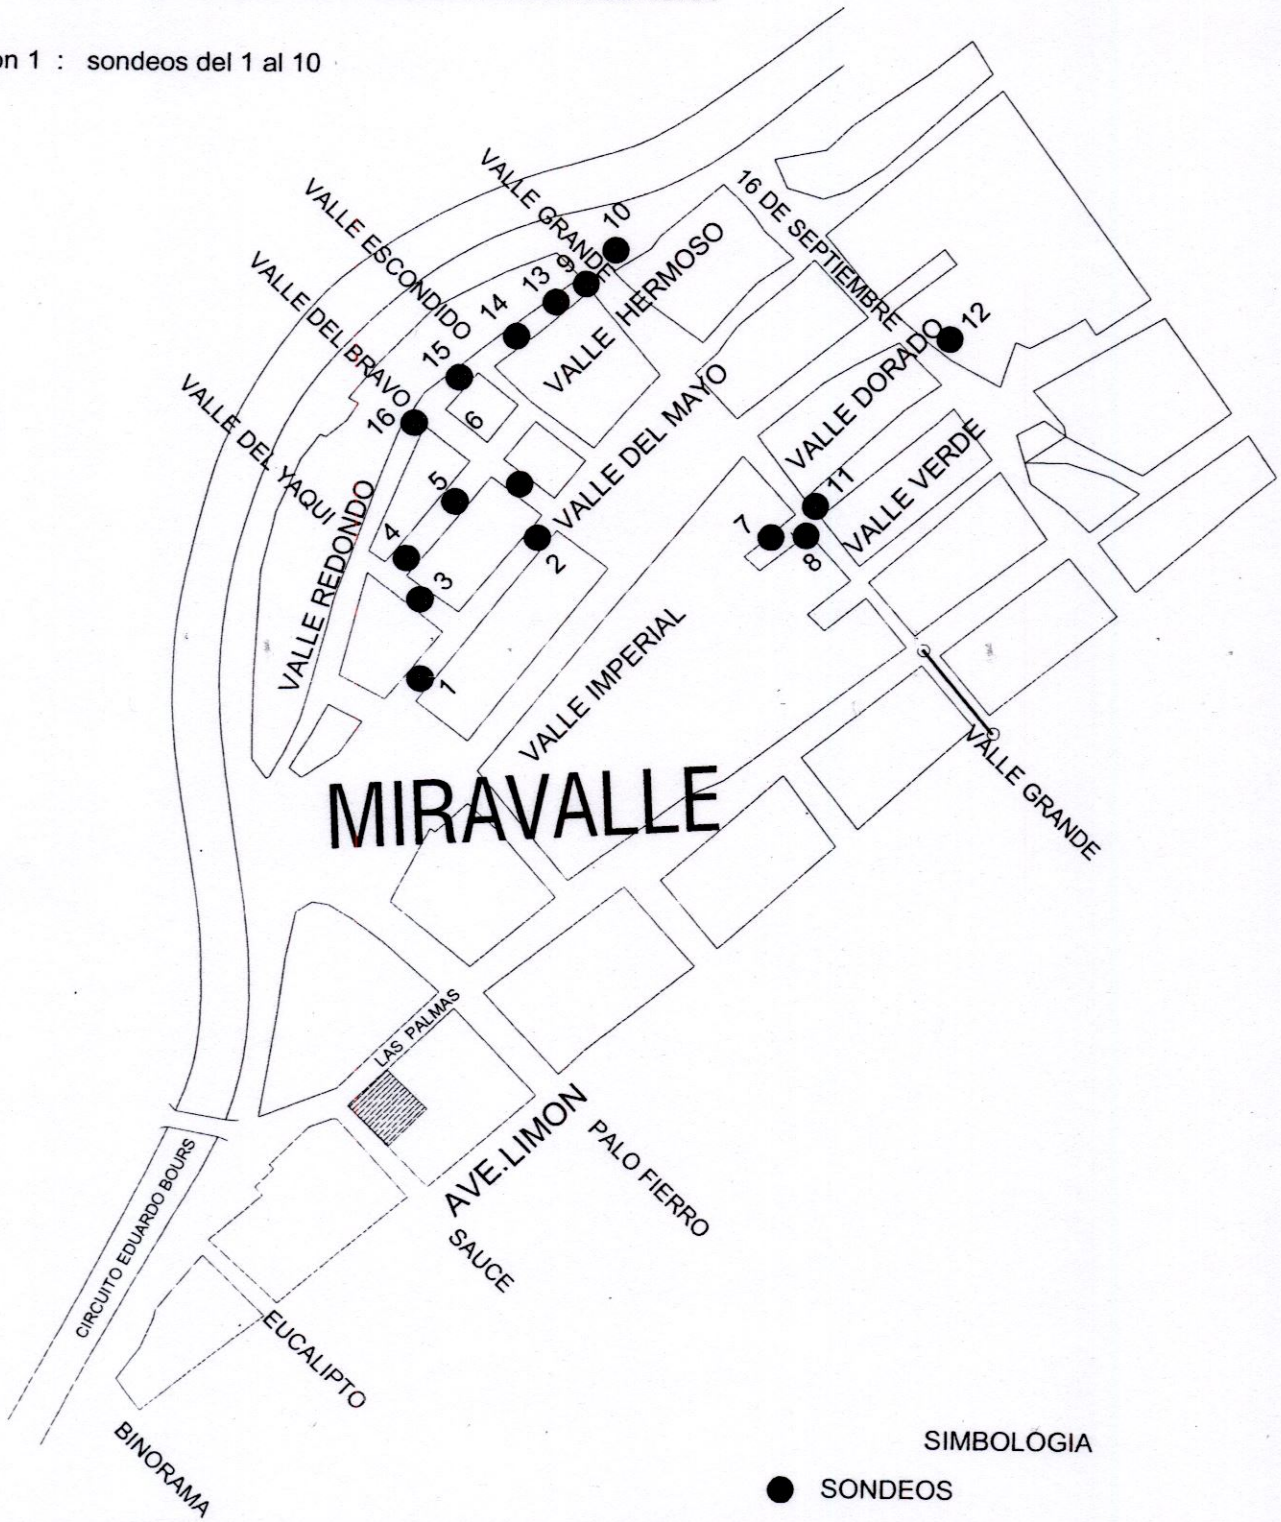 on 1 : sondeos del 1 al 10
VALLE GRANDE
10
16 DE SEPTIEMBRE
VALLE ESCONDIDO
9
13
VALLE HERMOSO
VALLE DEL BRAVO
14
12
15
VALLE DORADO
VALLE DEL YAQUI
16
6
VALLE DEL MAYO
VALLE VERDE
5
11
7
8
4
2
3
VALLE REDONDO
1
VALLE IMPERIAL
VALLE GRANDE
MIRAVALLE
LAS PALMAS
AVE.LIMON
PALO FIERRO
CIRCUITO EDUARDO BOURS
SAUCE
EUCALIPTO
BINORAMA
SIMBOLOGIA
SONDEOS